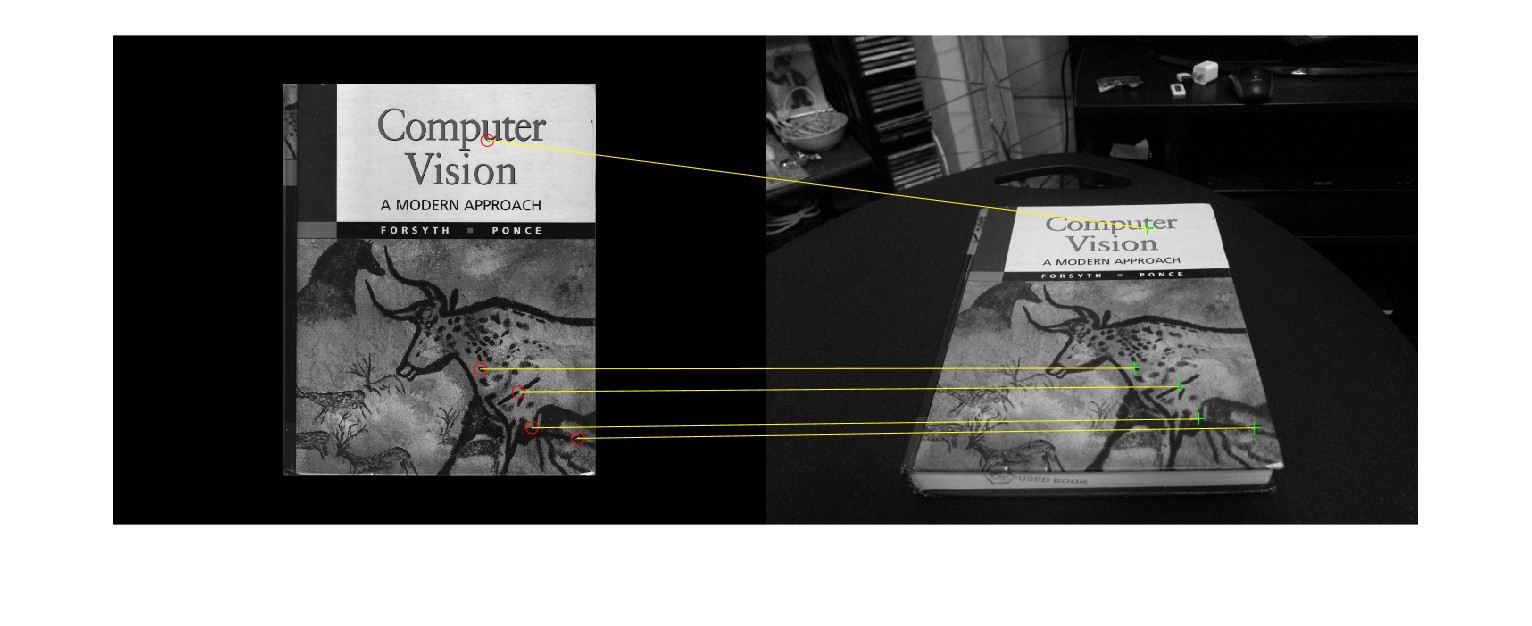 Computer
Vision
A MODERN APPROACH
FORSYTH PONCE
Computer
Vision
A MODERN APPROACH
FORSYTH PONCE
USED BOOK